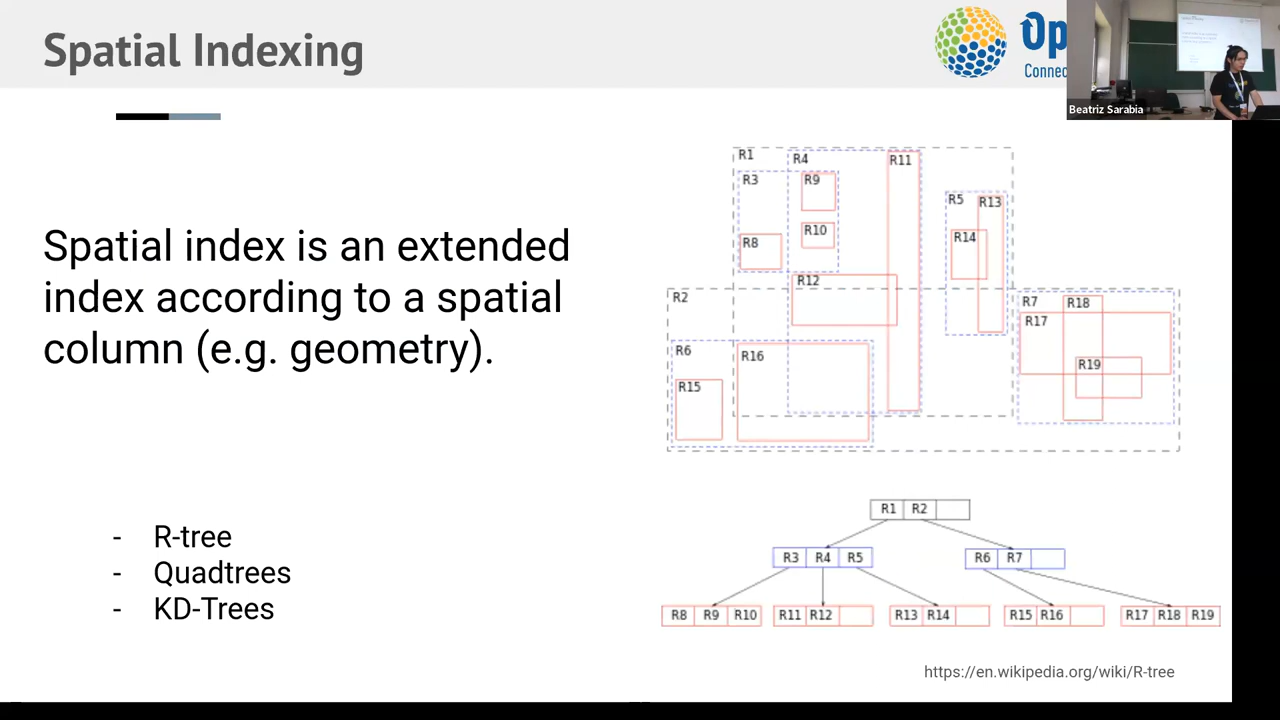 Spatial Indexing
Op
Connec
Beatriz Sarabia
Spatial index is an extended
index according to a spatial
column (e.g. geometry).
- R-tree
- Quadtrees
- KD-Trees
R1
R4
R11
R3
R9
R5
R13
R10
R14
R8
R12
R2
R7
R18
R17
R6
R16
R19
R15
R1 R2
R3 R4 R5
R6 R7
R8 R9 R10
R11 R12
R13 R14
R15 R16
R17 R18 R19
https://en.wikipedia.org/wiki/R-tree